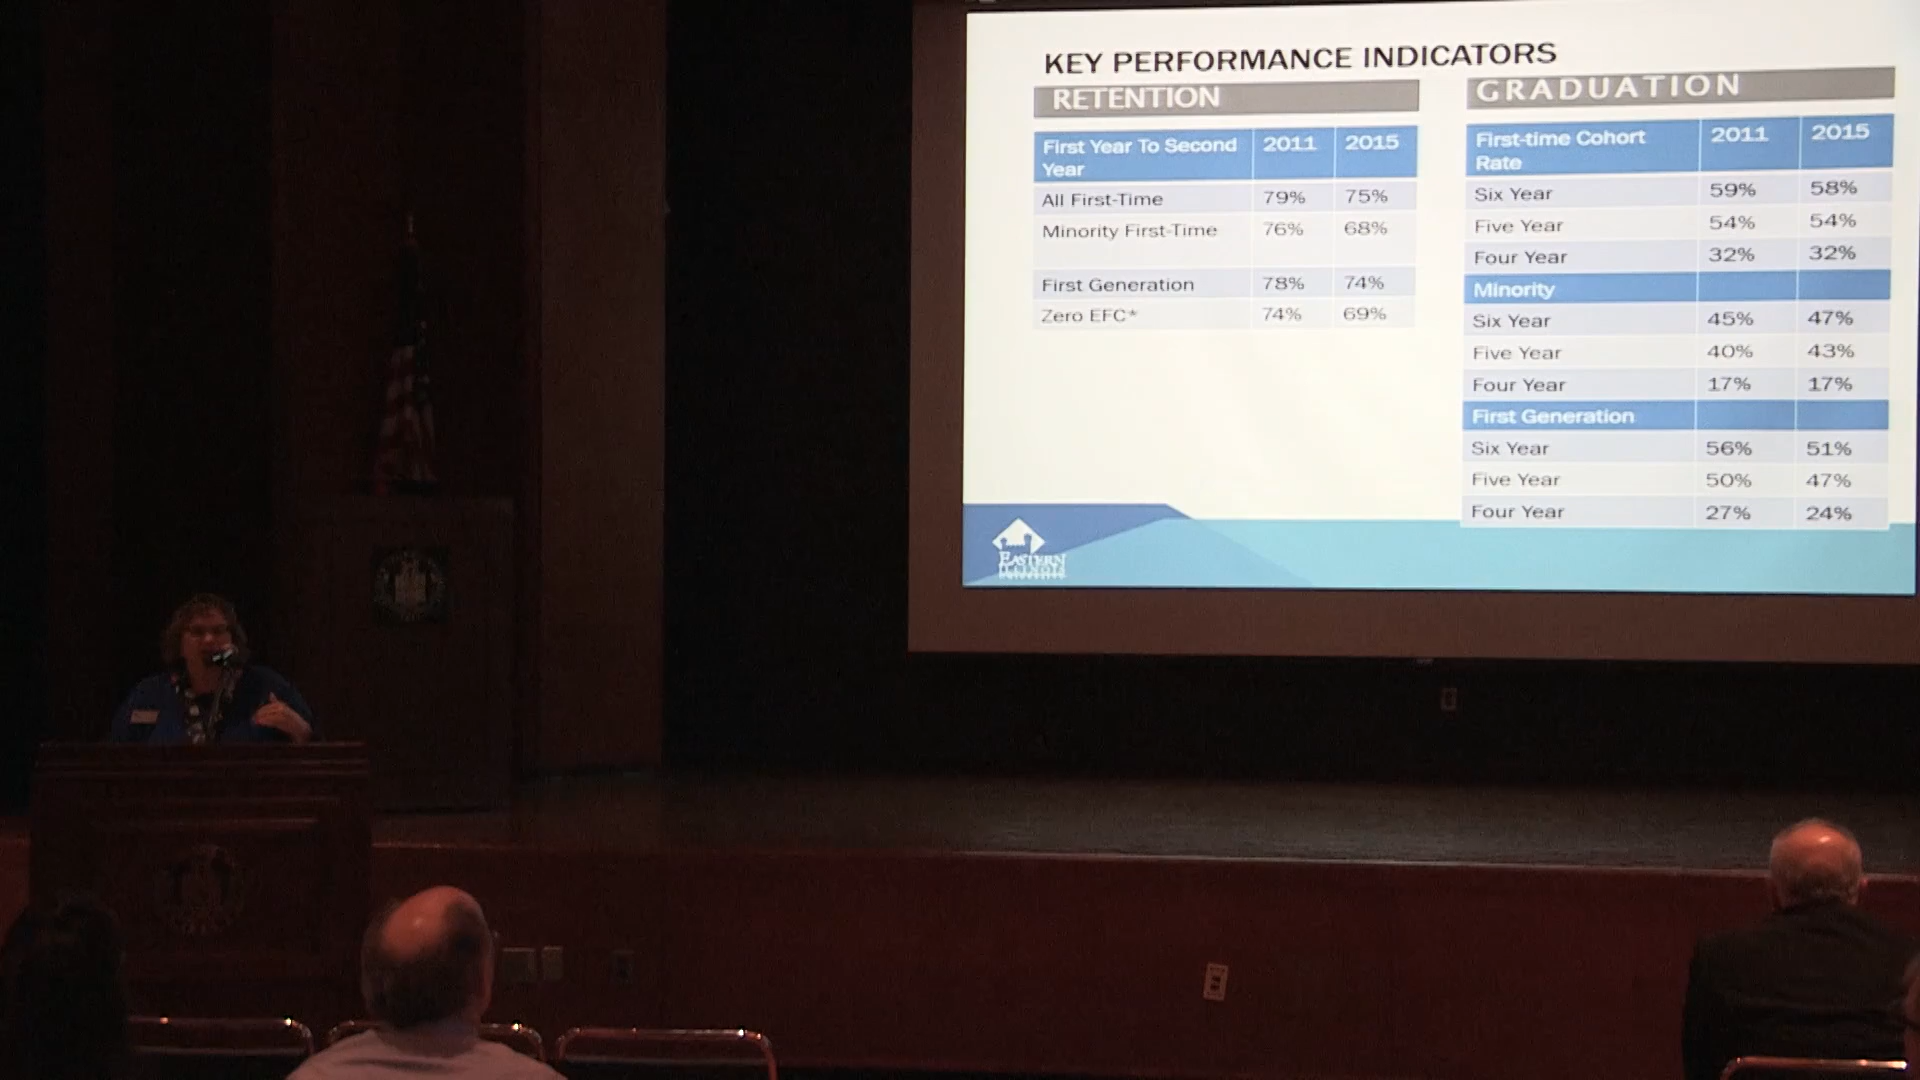 KEY PERFORMANCE INDICATORS
RETENTION
First Year To Second Year 2011 2015
All First-Time 79% 75%
Minority First-Time 76% 68%
First Generation 78% 74%
Zero EFC* 74% 69%
GRADUATION
First-time Cohort Rate 2011 2015
Six Year 59% 58%
Five Year 54% 54%
Four Year 32% 32%
Minority
Six Year 45% 47%
Five Year 40% 43%
Four Year 17% 17%
First Generation
Six Year 56% 51%
Five Year 50% 47%
Four Year 27% 24%
EASTERN
ILLINOIS